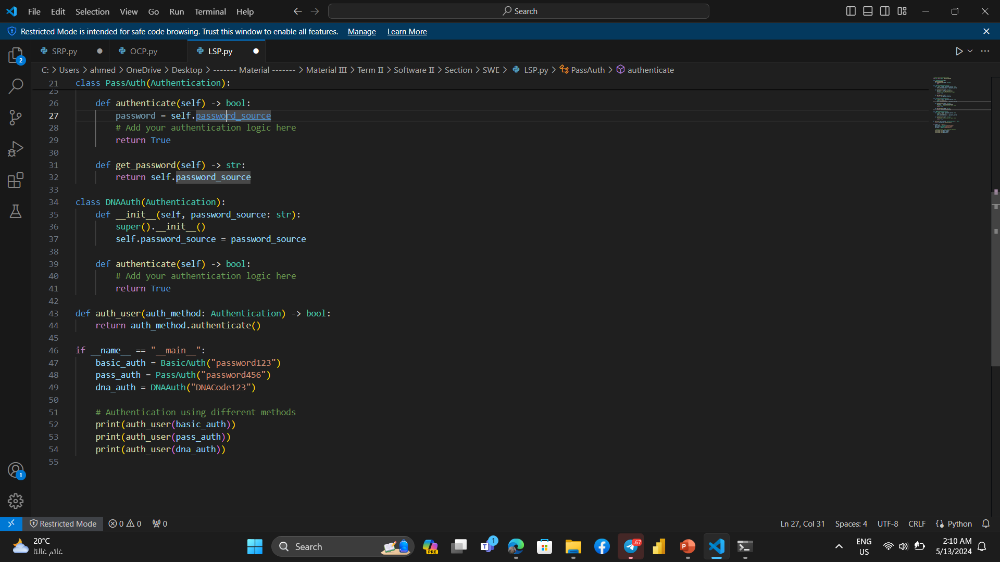 File Edit Selection View Go Run Terminal Help
Search
Restricted Mode is intended for safe code browsing. Trust this window to enable all features. Manage Learn More
2
SRP.py
OCP.py
LSP.py
C: > Users > ahmed > OneDrive > Desktop > ------- Material ------- > Material III > Term II > Software II > Section > SWE > LSP.py > PassAuth > authenticate
21 class PassAuth(Authentication):
25
26 def authenticate(self) -> bool:
27 password = self.password_source
28 # Add your authentication logic here
29 return True
30
31 def get_password(self) -> str:
32 return self.password_source
33
34 class DNAAuth(Authentication):
35 def __init__(self, password_source: str):
36 super().__init__()
37 self.password_source = password_source
38
39 def authenticate(self) -> bool:
40 # Add your authentication logic here
41 return True
42
43 def auth_user(auth_method: Authentication) -> bool:
44 return auth_method.authenticate()
45
46 if __name__ == "__main__":
47 basic_auth = BasicAuth("password123")
48 pass_auth = PassAuth("password456")
49 dna_auth = DNAAuth("DNACode123")
50
51 # Authentication using different methods
52 print(auth_user(basic_auth))
53 print(auth_user(pass_auth))
54 print(auth_user(dna_auth))
55
1
Restricted Mode 0 0 0
Ln 27, Col 31 Spaces: 4 UTF-8 CRLF Python
20°C
غائم غالبًا
Search
PRE
1
.67
ENG
US
2:10 AM
5/13/2024